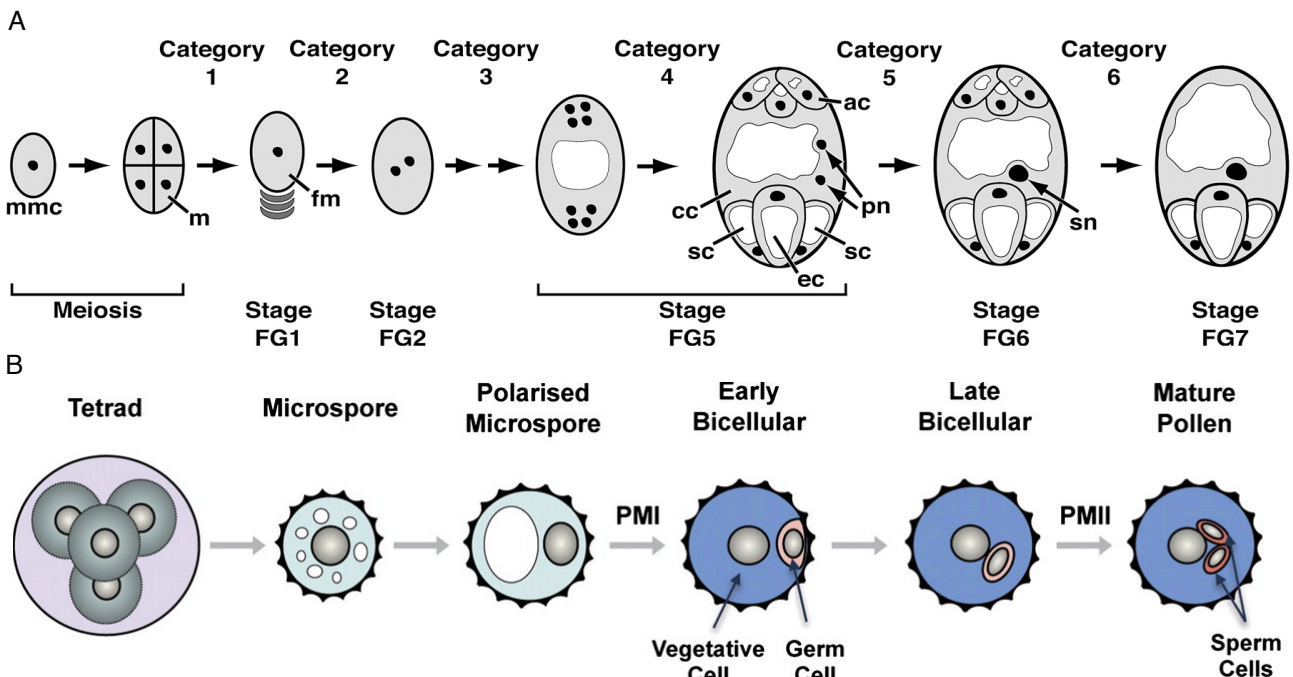 A
Category 1
Category 2
Category 3
Category 4
Category 5
Category 6
mmc
m
fm
ac
cc
pn
sc
sc
ec
sn
Meiosis
Stage FG1
Stage FG2
Stage FG5
Stage FG6
Stage FG7
B
Tetrad
Microspore
Polarised
Microspore
Early
Bicellular
Late
Bicellular
Mature
Pollen
PMI
PMII
Vegetative
Cell
Germ
Cell
Sperm
Cells